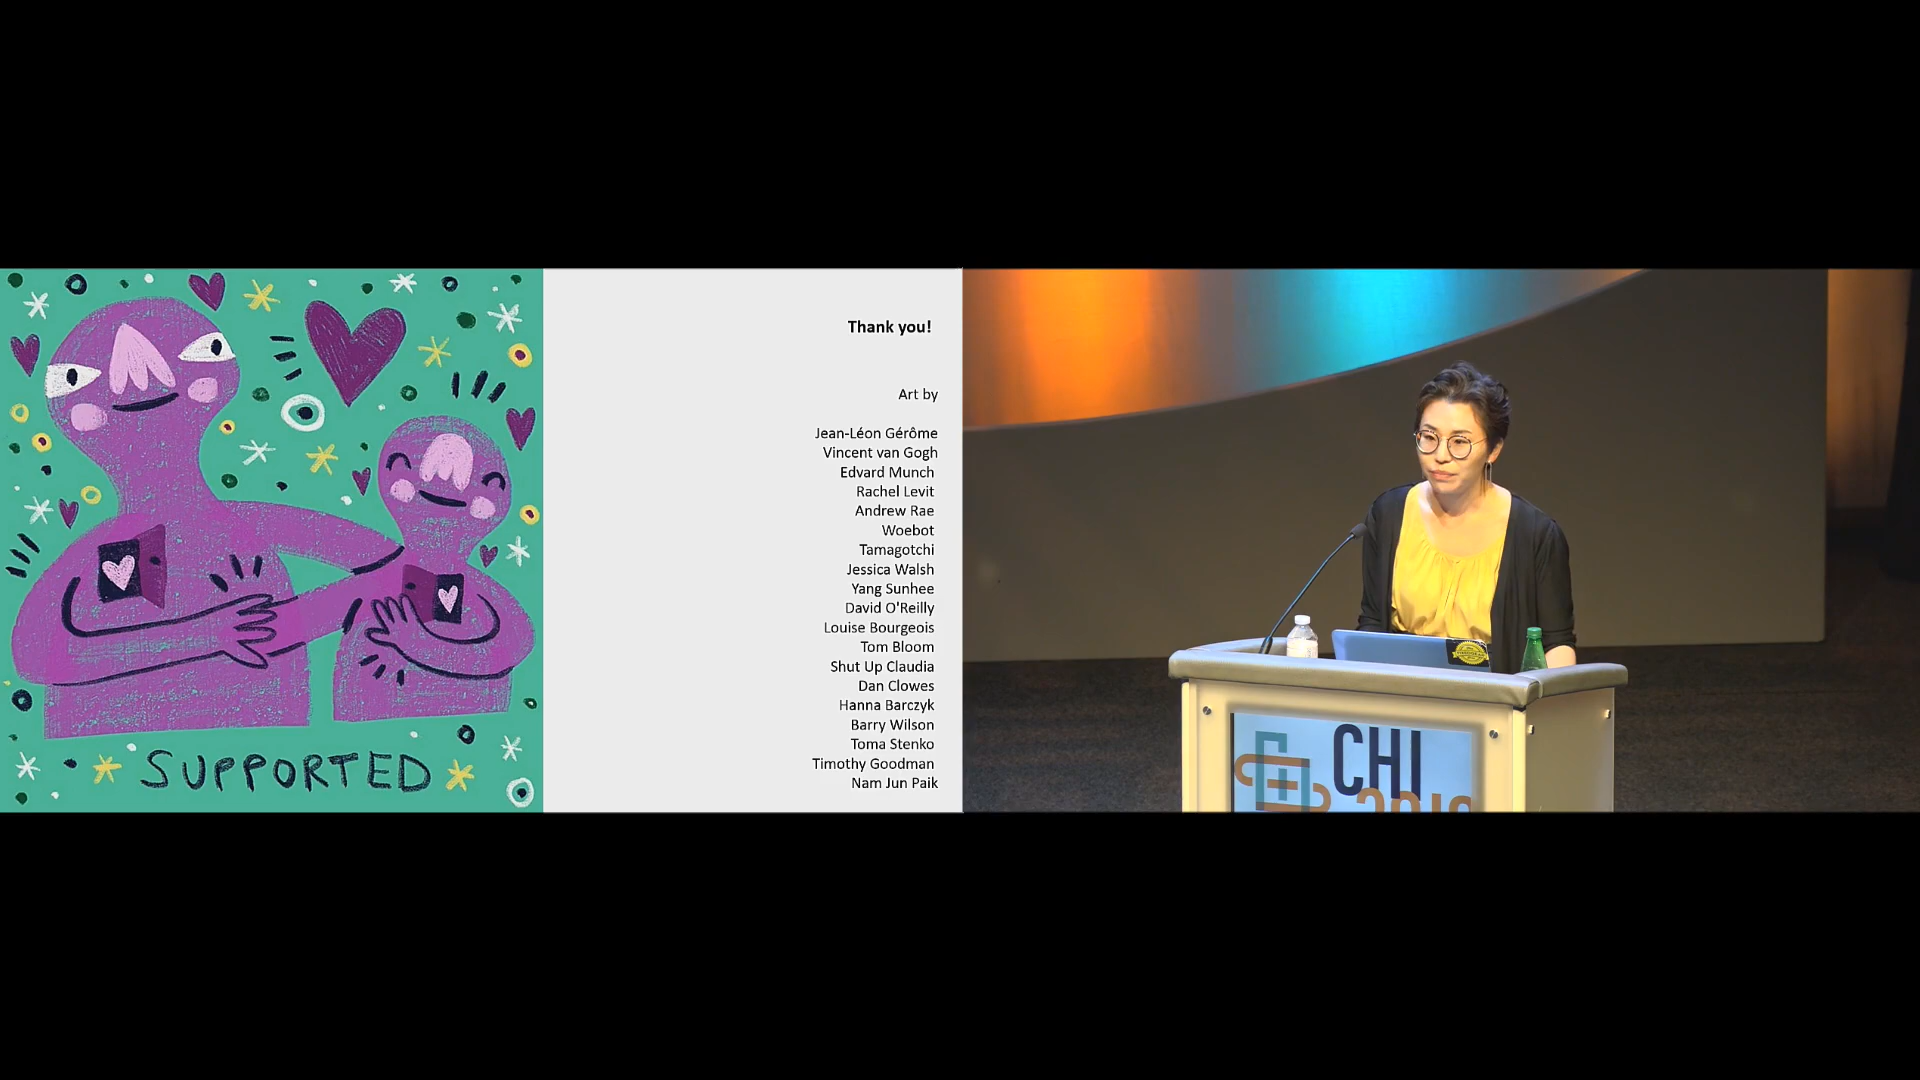 SUPPORTED
Thank you!
Art by
Jean-Léon Gérôme
Vincent van Gogh
Edvard Munch
Rachel Levit
Andrew Rae
Woebot
Tamagotchi
Jessica Walsh
Yang Sunhee
David O'Reilly
Louise Bourgeois
Tom Bloom
Shut Up Claudia
Dan Clowes
Hanna Barczyk
Barry Wilson
Toma Stenko
Timothy Goodman
Nam Jun Paik
CHI